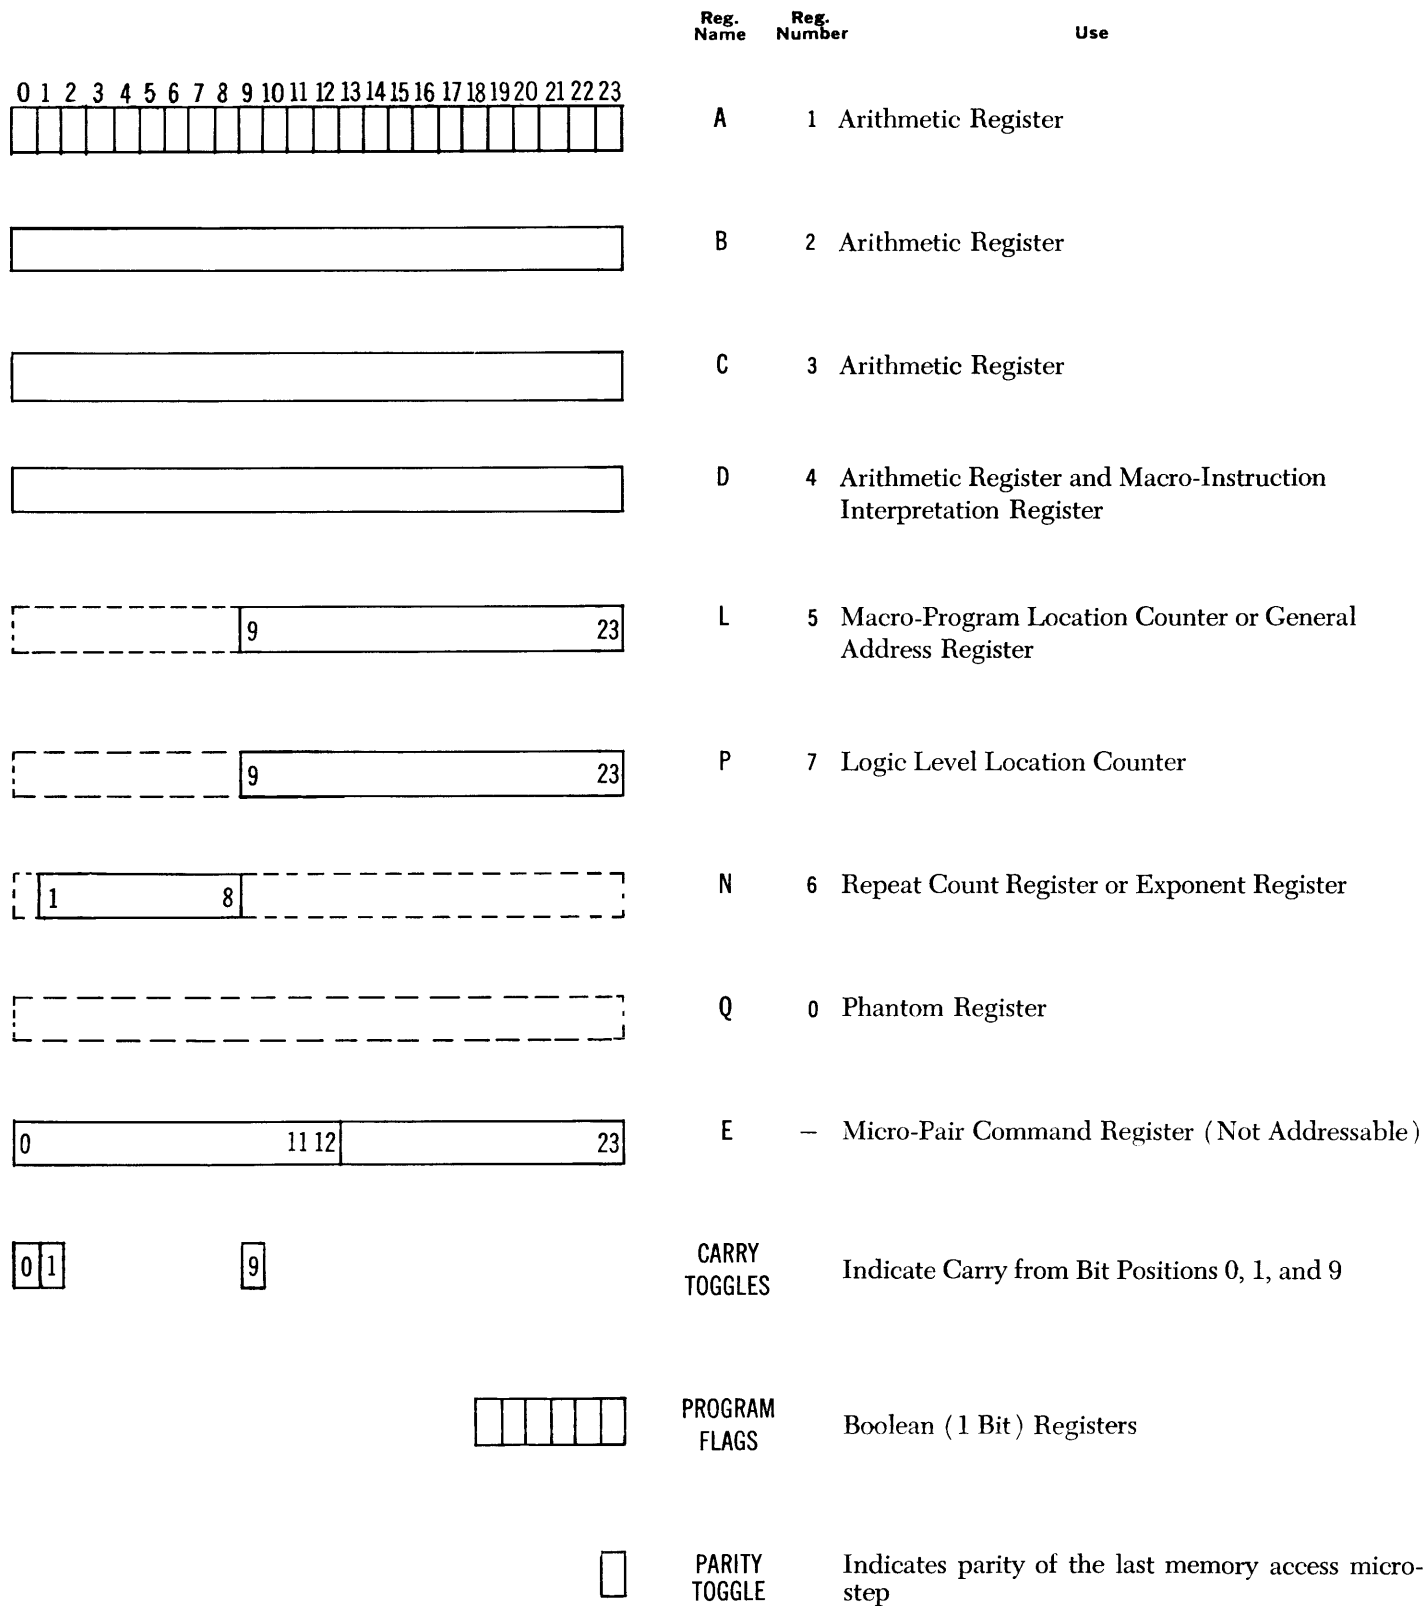 Reg. Name Reg. Number Use
0 1 2 3 4 5 6 7 8 9 10 11 12 13 14 15 16 17 18 19 20 21 22 23
A 1 Arithmetic Register
B 2 Arithmetic Register
C 3 Arithmetic Register
D 4 Arithmetic Register and Macro-Instruction
Interpretation Register
9 23 L 5 Macro-Program Location Counter or General
Address Register
9 23 P 7 Logic Level Location Counter
1 8 N 6 Repeat Count Register or Exponent Register
Q 0 Phantom Register
0 11 12 23 E — Micro-Pair Command Register (Not Addressable)
0 1 9 CARRY TOGGLES Indicate Carry from Bit Positions 0, 1, and 9
PROGRAM FLAGS Boolean (1 Bit) Registers
PARITY TOGGLE Indicates parity of the last memory access micro-
step